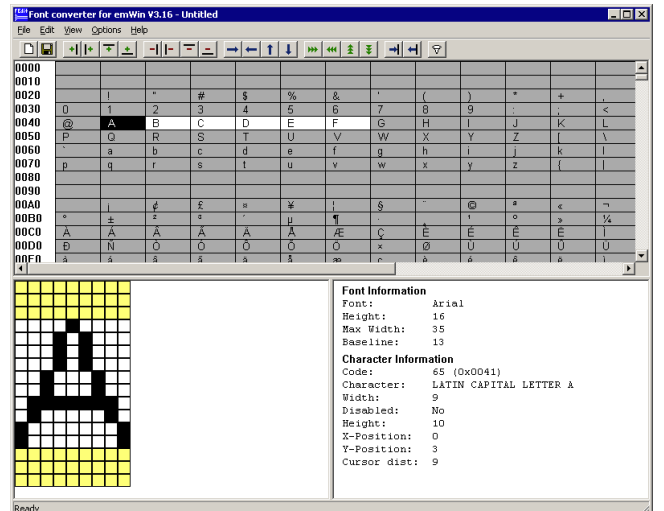 Font converter for emWin V3.16 - Untitled
File Edit View Options Help
0000
0010
0020 ! " # $ % & ' ( ) * + ,
0030 0 1 2 3 4 5 6 7 8 9 : ; <
0040 @ A B C D E F G H I J K L
0050 P Q R S T U V W X Y Z [ \
0060 ` a b c d e f g h i j k l
0070 p q r s t u v w x y z { |
0080
0090
00A0 ¡ ¢ £ ¤ ¥ ¦ § ¨ © ª « ¬
00B0 ° ± ² ³ ´ µ ¶ · ¸ ¹ º » ¼
00C0 À Á Â Ã Ä Å Æ Ç È É Ê Ë Ì
00D0 Ð Ñ Ò Ó Ô Õ Ö × Ø Ù Ú Û Ü
00E0 à á â ã ä å æ ç è é ê ë ì
Font Information
Font: Arial
Height: 16
Max Width: 35
Baseline: 13
Character Information
Code: 65 (0x0041)
Character: LATIN CAPITAL LETTER A
Width: 9
Disabled: No
Height: 10
X-Position: 0
Y-Position: 3
Cursor dist: 9
Ready